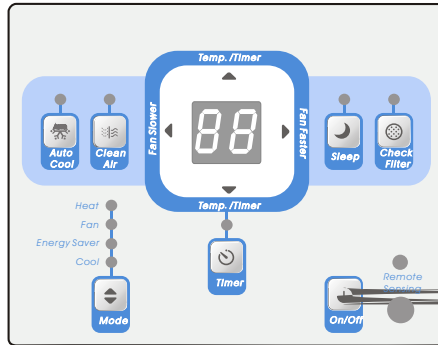 Temp./Timer
Fan Slower
88
Fan Faster
Auto
Cool
Clean
Air
Sleep
Check
Filter
Temp./Timer
Heat
Fan
Energy Saver
Cool
Mode
Timer
Remote
Sensing
On/Off